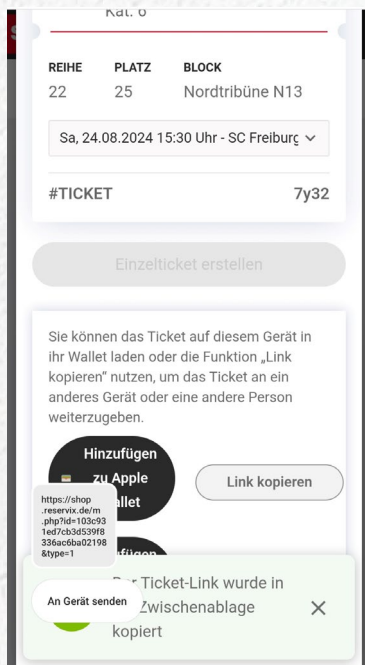 Kat. 6
REIHE PLATZ BLOCK
22 25 Nordtribüne N13
Sa, 24.08.2024 15:30 Uhr - SC Freiburg
#TICKET 7y32
Einzelticket erstellen
Sie können das Ticket auf diesem Gerät in
ihr Wallet laden oder die Funktion „Link
kopieren“ nutzen, um das Ticket an ein
anderes Gerät oder eine andere Person
weiterzugeben.
Hinzufügen
zu Apple
Wallet
Link kopieren
https://shop
.reservix.de/m
.php?id=103c93
1ed7cb3d539f8
336ac6ba02198
&type=1
An Gerät senden
Der Ticket-Link wurde in
Zwischenablage
kopiert